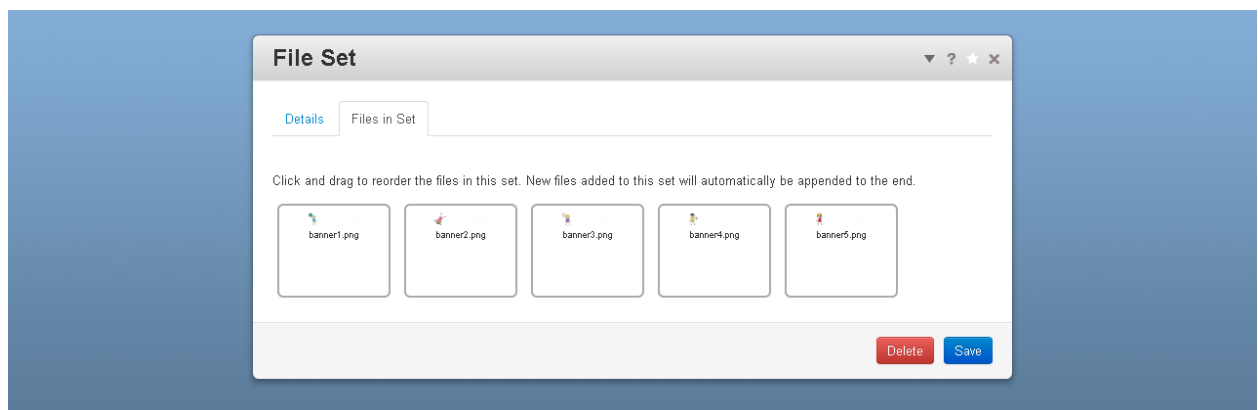 File Set
?
Details Files in Set
Click and drag to reorder the files in this set. New files added to this set will automatically be appended to the end.
banner1.png banner2.png banner3.png banner4.png banner5.png
Delete Save